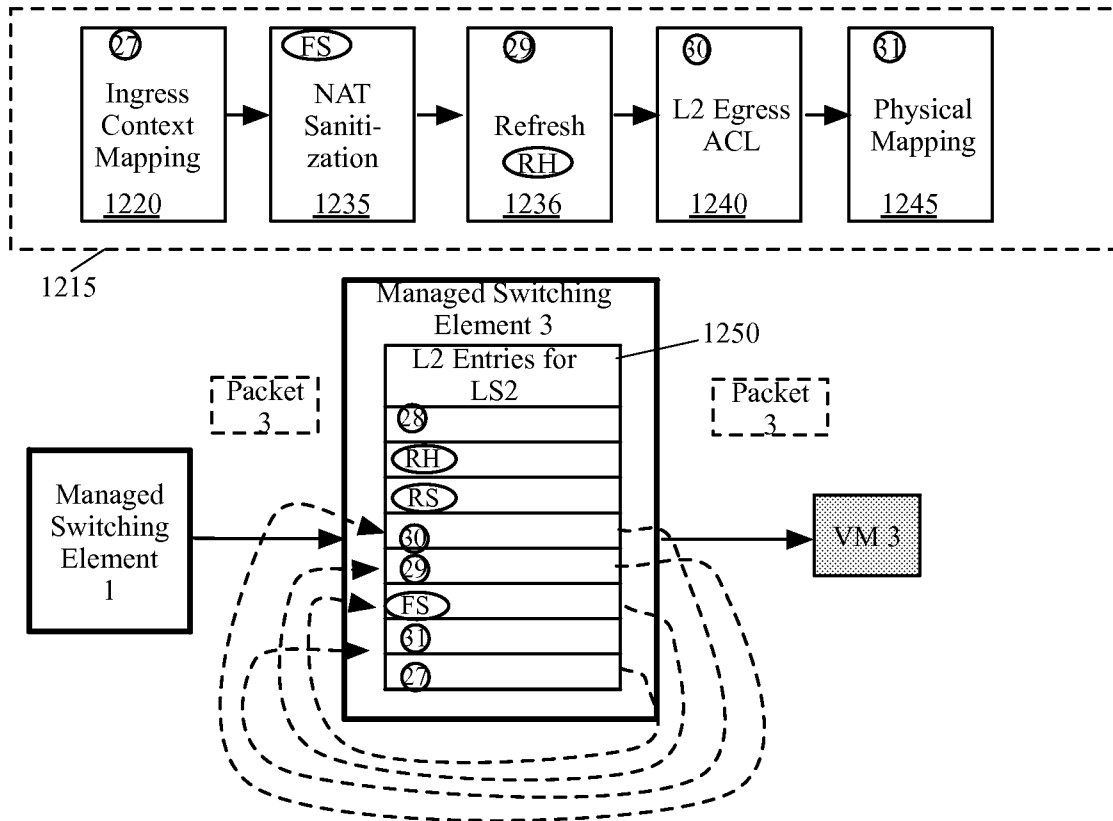 27
Ingress
Context
Mapping
1220
FS
NAT
Saniti-
zation
1235
29
Refresh
RH
1236
30
L2 Egress
ACL
1240
31
Physical
Mapping
1245
1215
Managed Switching
Element 3
1250
L2 Entries for
LS2
28
RH
RS
30
29
FS
31
27
Packet
3
Packet
3
Managed
Switching
Element
1
VM 3